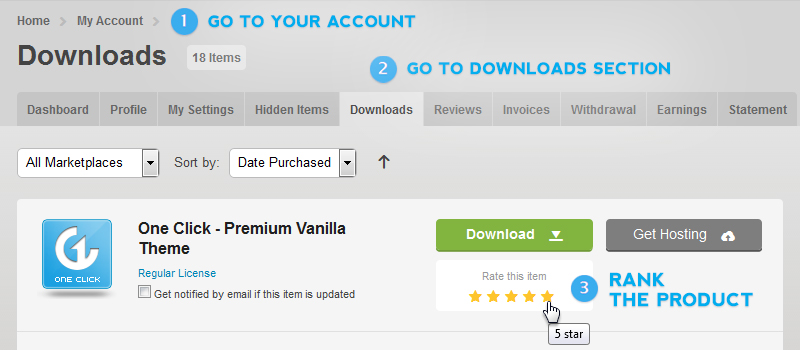 Home My Account 1 GO TO YOUR ACCOUNT
Downloads 18 Items
2 GO TO DOWNLOADS SECTION
Dashboard Profile My Settings Hidden Items Downloads Reviews Invoices Withdrawal Earnings Statement
All Marketplaces Sort by: Date Purchased
One Click - Premium Vanilla
Theme
Regular License
Get notified by email if this item is updated
ONE CLICK
Download Get Hosting
Rate this item
3 RANK
THE PRODUCT
5 star